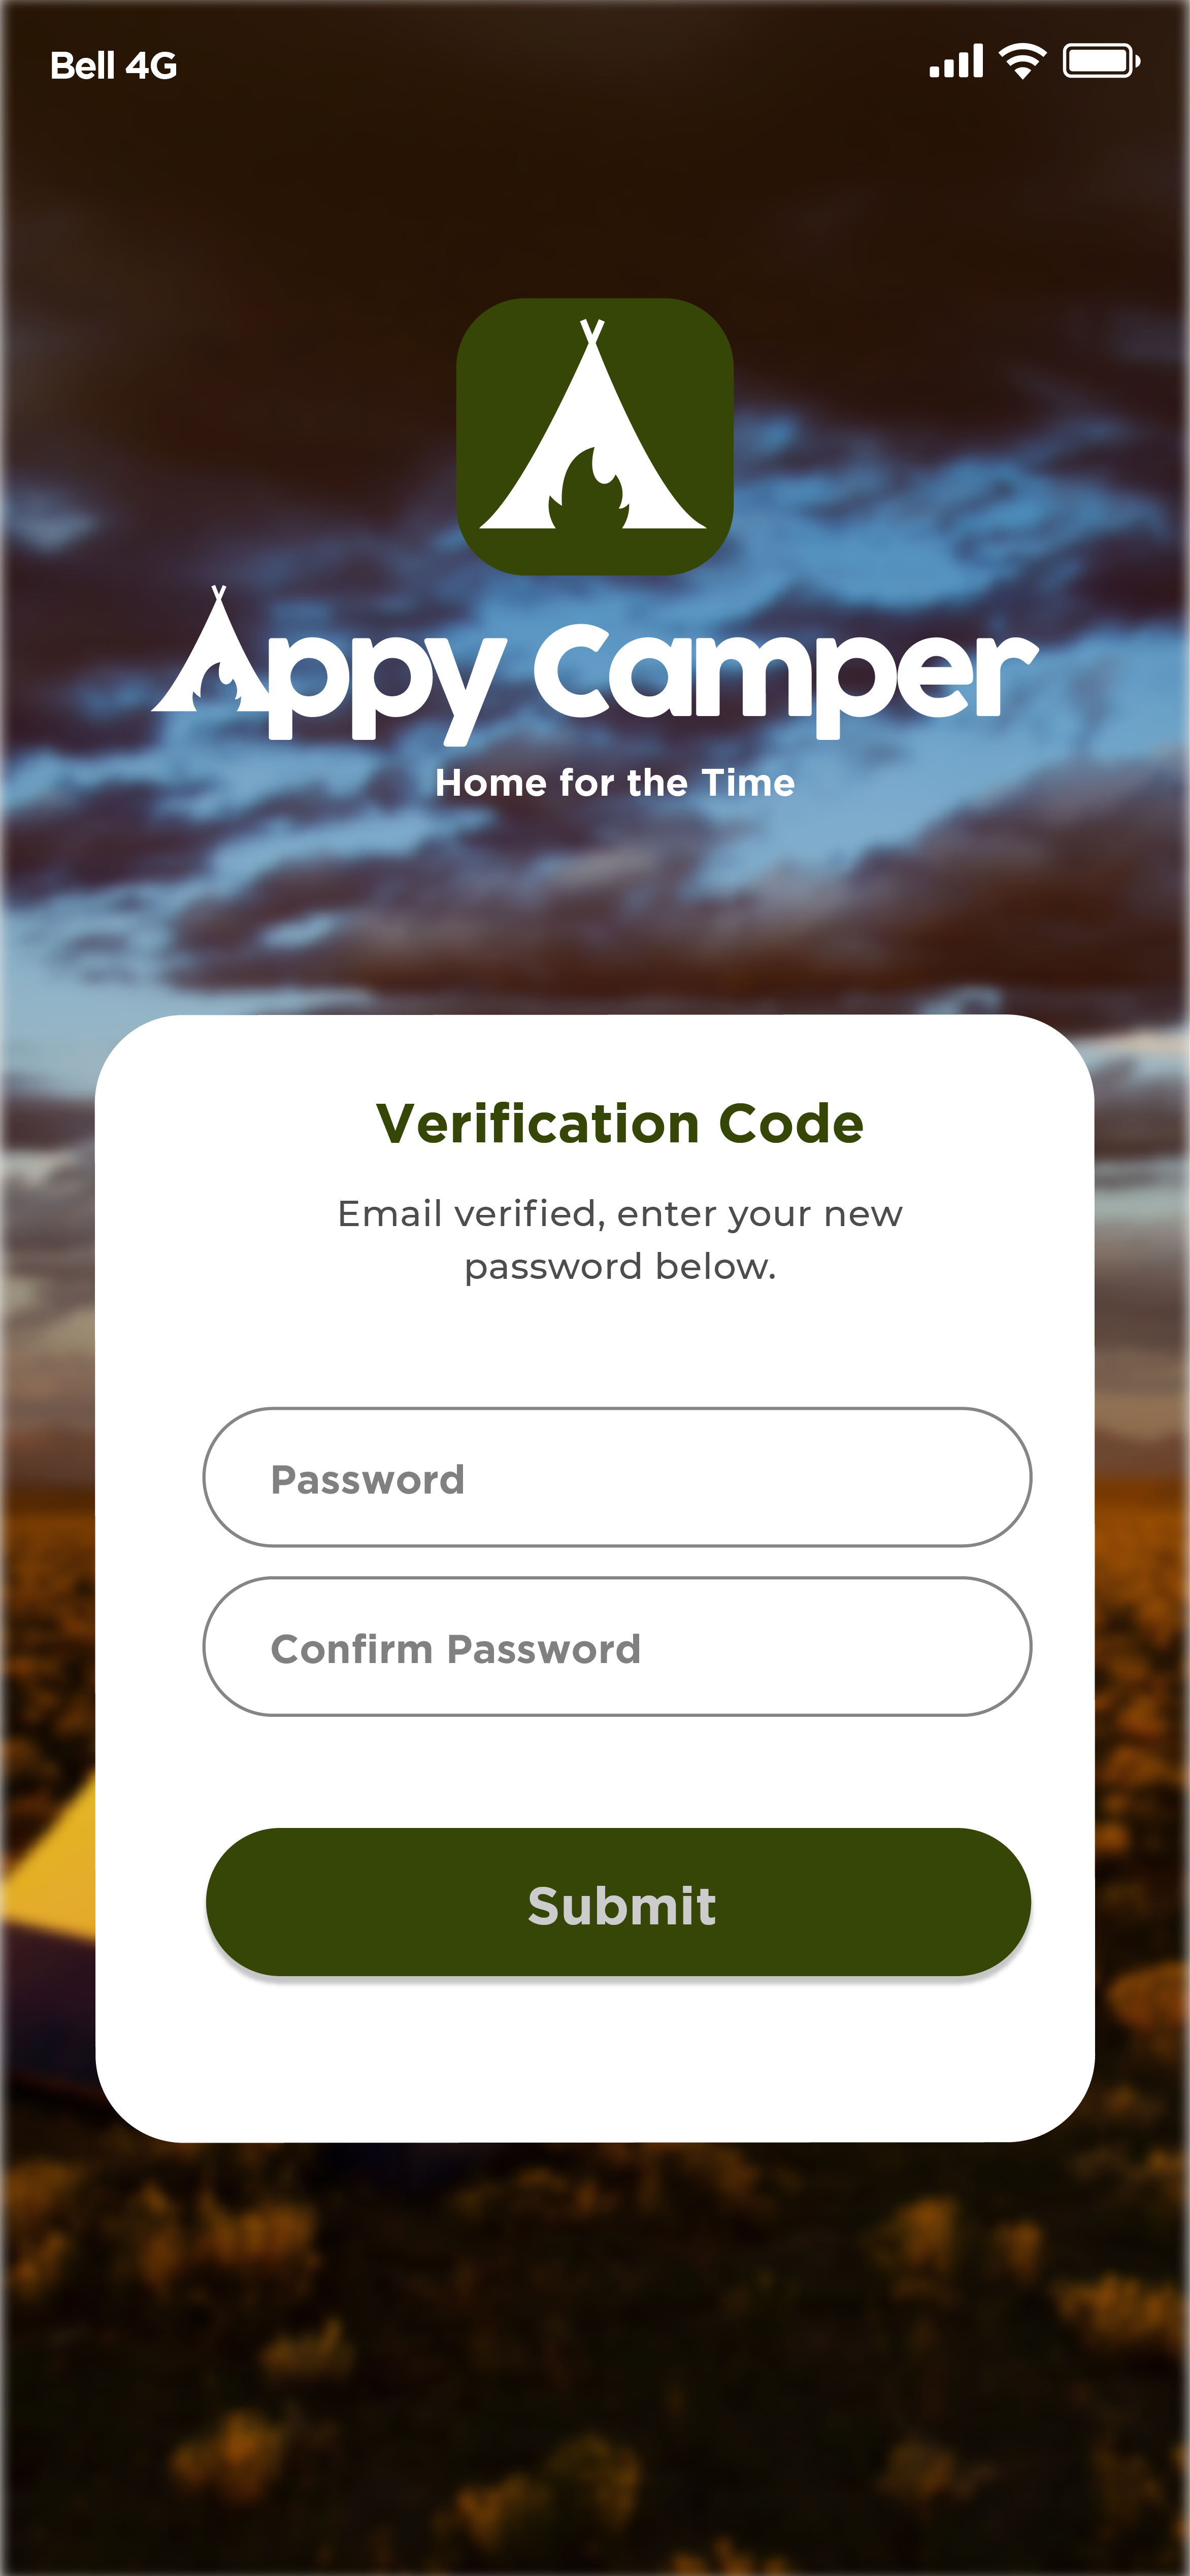 Bell 4G
Appy Camper
Home for the Time
Verification Code
Email verified, enter your new
password below.
Password
Confirm Password
Submit